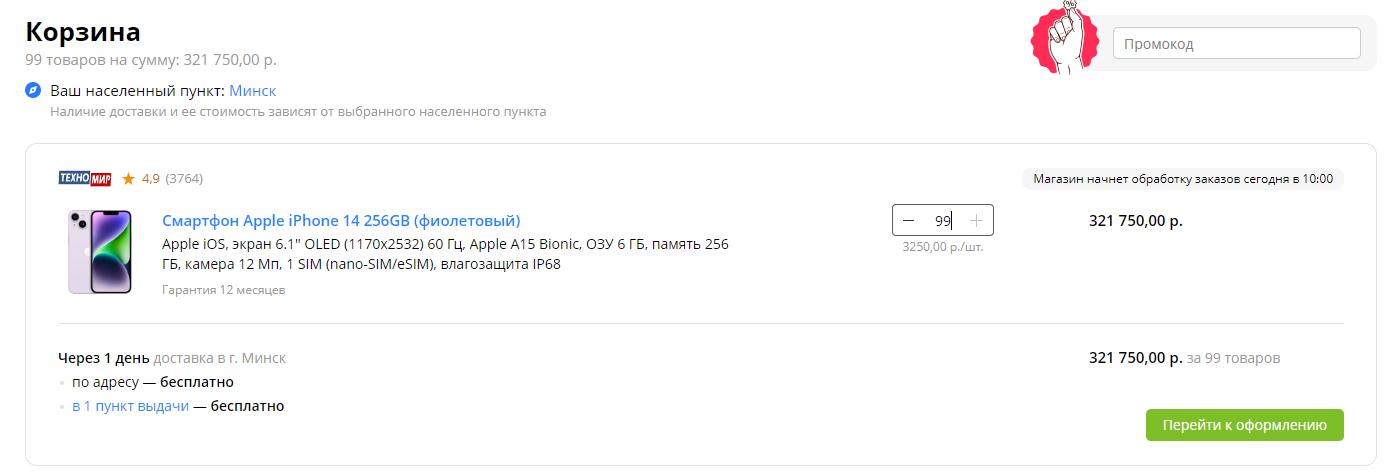 Корзина
99 товаров на сумму: 321 750,00 р.
%
Промокод
Ваш населенный пункт: Минск
Наличие доставки и ее стоимость зависят от выбранного населенного пункта
ТЕХНО МИР 4,9 (3764)
Магазин начнет обработку заказов сегодня в 10:00
Смартфон Apple iPhone 14 256GB (фиолетовый)
Apple iOS, экран 6.1" OLED (1170x2532) 60 Гц, Apple A15 Bionic, ОЗУ 6 ГБ, память 256
ГБ, камера 12 Мп, 1 SIM (nano-SIM/eSIM), влагозащита IP68
Гарантия 12 месяцев
− 99 +
3250,00 р./шт.
321 750,00 р.
Через 1 день доставка в г. Минск
по адресу — бесплатно
в 1 пункт выдачи — бесплатно
321 750,00 р. за 99 товаров
Перейти к оформлению